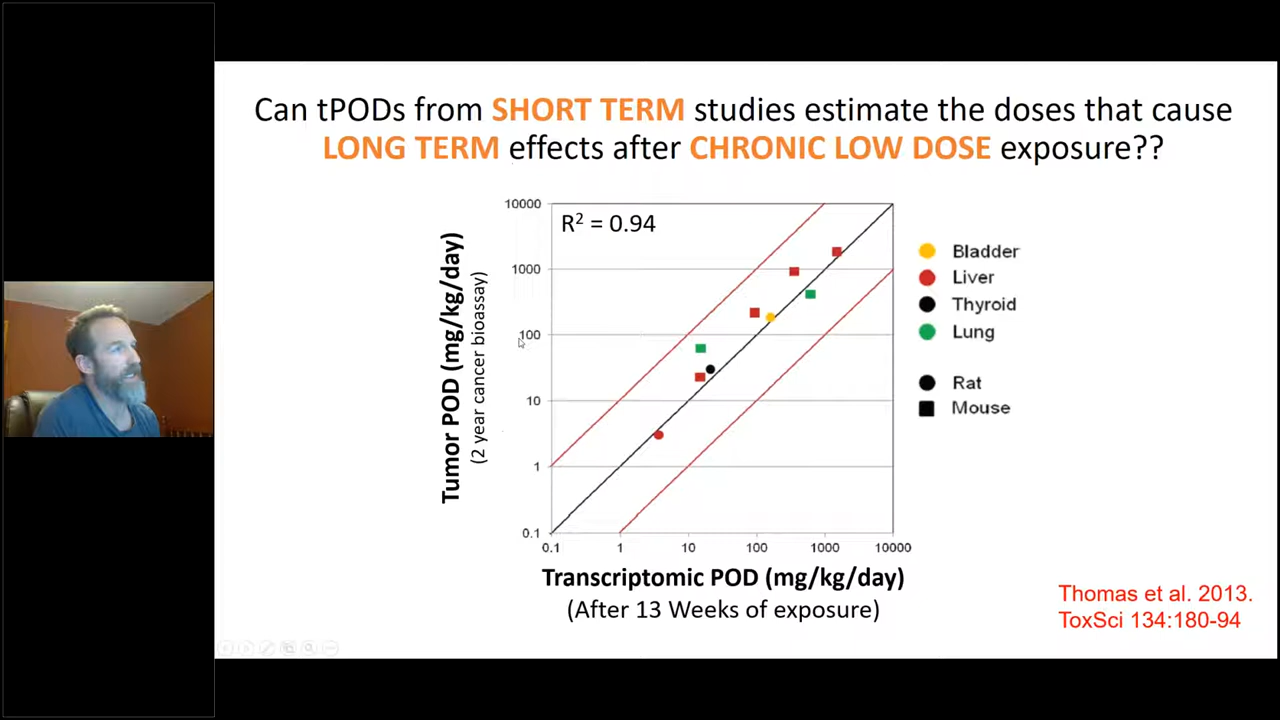 Can tPODs from SHORT TERM studies estimate the doses that cause
LONG TERM effects after CHRONIC LOW DOSE exposure??
Tumor POD (mg/kg/day)
(2 year cancer bioassay)
10000
1000
100
10
1
0.1
R² = 0.94
0.1
1
10
100
1000
10000
Transcriptomic POD (mg/kg/day)
(After 13 Weeks of exposure)
Bladder
Liver
Thyroid
Lung
Rat
Mouse
Thomas et al. 2013.
ToxSci 134:180-94